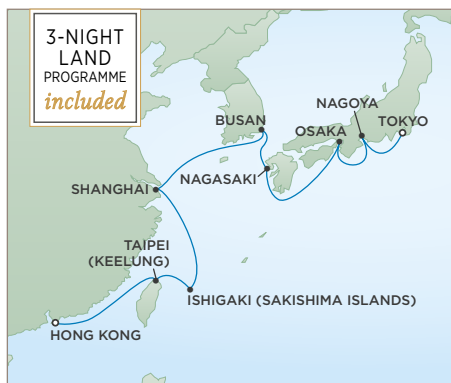 3-NIGHT
LAND
PROGRAMME
included
BUSAN
NAGOYA
OSAKA
TOKYO
NAGASAKI
SHANGHAI
TAIPEI
(KEELUNG)
ISHIGAKI (SAKISHIMA ISLANDS)
HONG KONG